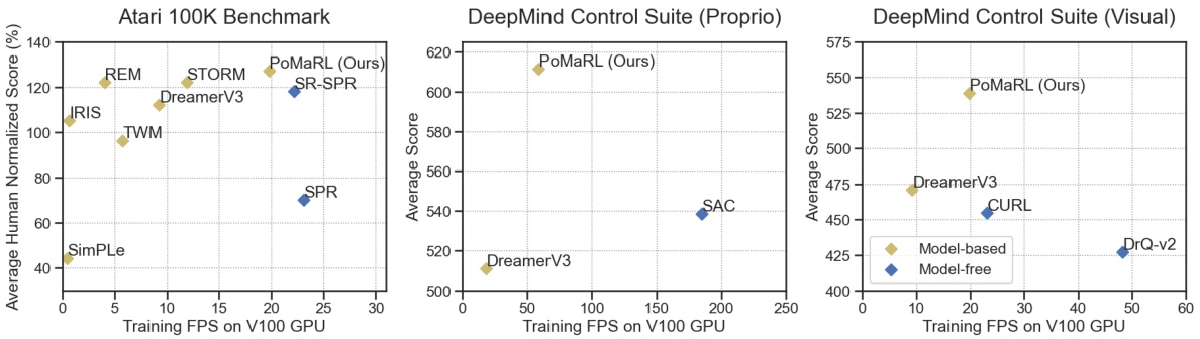 Atari 100K Benchmark
Average Human Normalized Score (%)
140
120
100
80
60
40
PoMaRL (Ours)
REM
STORM
SR-SPR
DreamerV3
IRIS
TWM
SPR
SimPLe
0 5 10 15 20 25 30
Training FPS on V100 GPU
DeepMind Control Suite (Proprio)
Average Score
620
600
580
560
540
520
500
PoMaRL (Ours)
SAC
DreamerV3
0 50 100 150 200 250
Training FPS on V100 GPU
DeepMind Control Suite (Visual)
Average Score
575
550
525
500
475
450
425
400
PoMaRL (Ours)
DreamerV3
CURL
DrQ-v2
Model-based
Model-free
0 10 20 30 40 50 60
Training FPS on V100 GPU